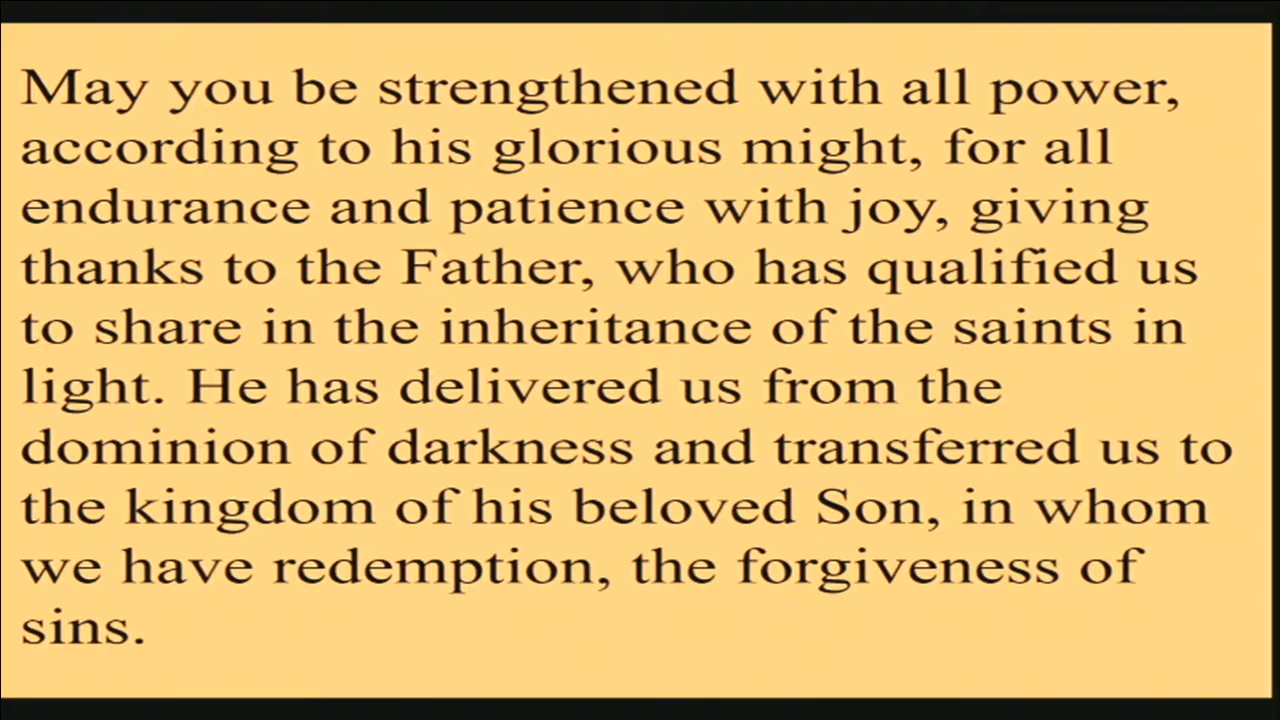 May you be strengthened with all power,
according to his glorious might, for all
endurance and patience with joy, giving
thanks to the Father, who has qualified us
to share in the inheritance of the saints in
light. He has delivered us from the
dominion of darkness and transferred us to
the kingdom of his beloved Son, in whom
we have redemption, the forgiveness of
sins.